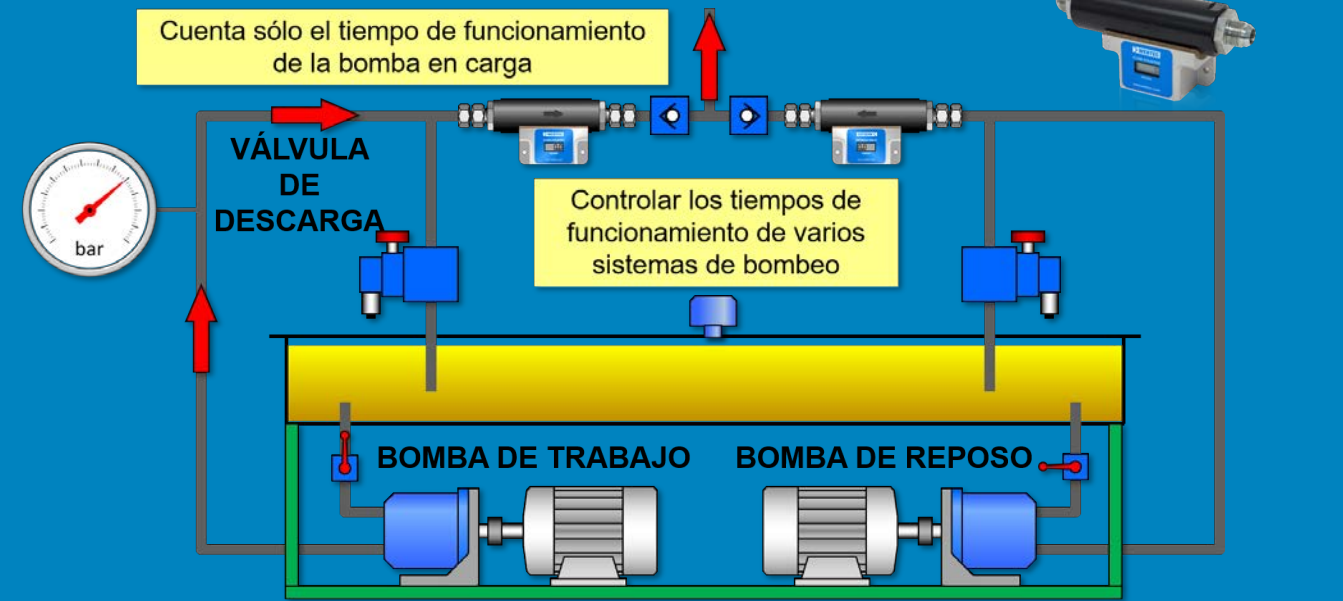 Cuenta sólo el tiempo de funcionamiento
de la bomba en carga
VÁLVULA
DE
DESCARGA
bar
Controlar los tiempos de
funcionamiento de varios
sistemas de bombeo
BOMBA DE TRABAJO
BOMBA DE REPOSO